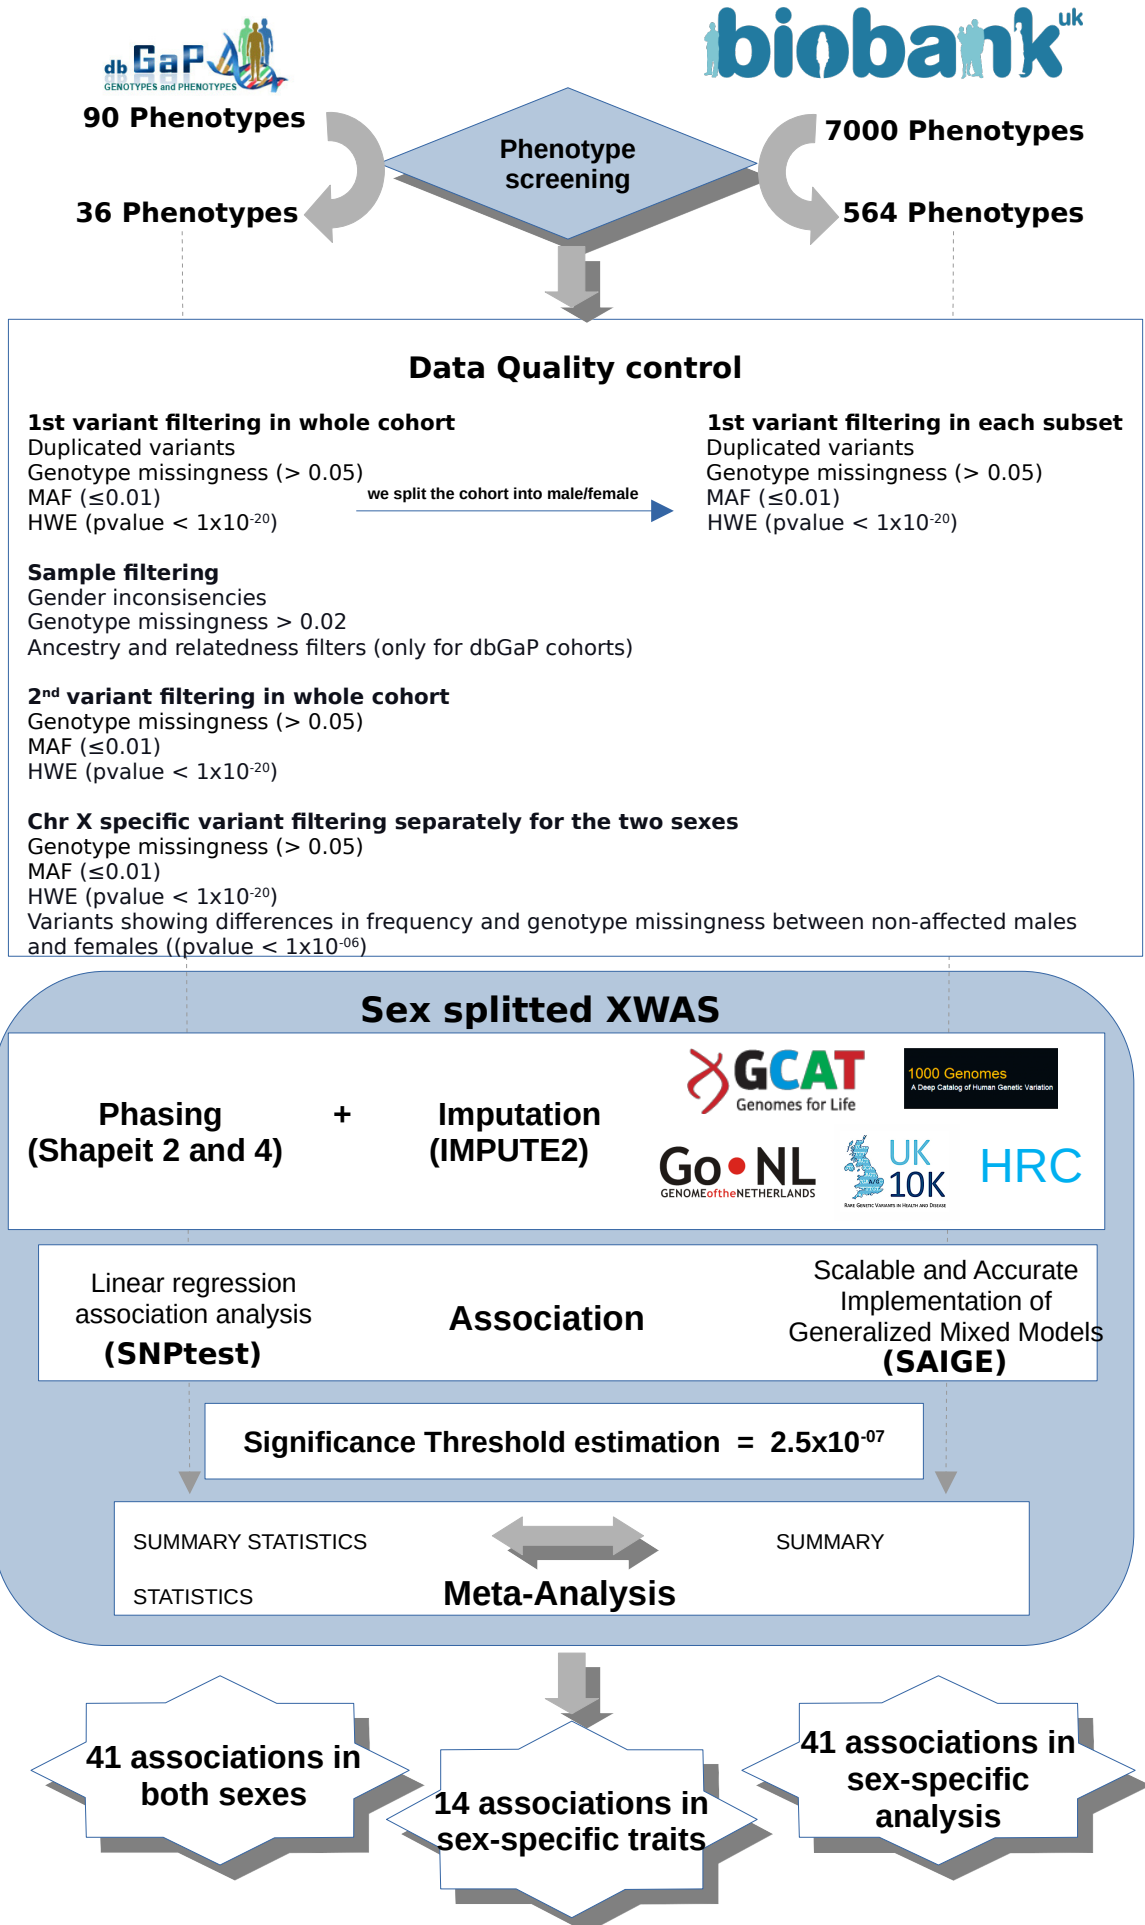 db GaP
GENOTYPES and PHENOTYPES
biobank uk
90 Phenotypes
7000 Phenotypes
Phenotype
screening
36 Phenotypes
564 Phenotypes
Data Quality control
1st variant filtering in whole cohort
Duplicated variants
Genotype missingness (> 0.05)
MAF (≤0.01)
HWE (pvalue < 1x10-20)
we split the cohort into male/female
1st variant filtering in each subset
Duplicated variants
Genotype missingness (> 0.05)
MAF (≤0.01)
HWE (pvalue < 1x10-20)
Sample filtering
Gender inconsisencies
Genotype missingness > 0.02
Ancestry and relatedness filters (only for dbGaP cohorts)
2nd variant filtering in whole cohort
Genotype missingness (> 0.05)
MAF (≤0.01)
HWE (pvalue < 1x10-20)
Chr X specific variant filtering separately for the two sexes
Genotype missingness (> 0.05)
MAF (≤0.01)
HWE (pvalue < 1x10-20)
Variants showing differences in frequency and genotype missingness between non-affected males
and females ((pvalue < 1x10-06)
Sex splitted XWAS
Phasing
(Shapeit 2 and 4)
+
Imputation
(IMPUTE2)
GCAT
Genomes for Life
1000 Genomes
A Deep Catalog of Human Genetic Variation
Go NL
GENOMEoftheNETHERLANDS
UK
10K
RARE GENETIC VARIANTS IN HEALTH AND DISEASE
HRC
Linear regression
association analysis
(SNPtest)
Association
Scalable and Accurate
Implementation of
Generalized Mixed Models
(SAIGE)
Significance Threshold estimation = 2.5x10-07
SUMMARY STATISTICS
SUMMARY
STATISTICS
Meta-Analysis
41 associations in
both sexes
14 associations in
sex-specific traits
41 associations in
sex-specific
analysis